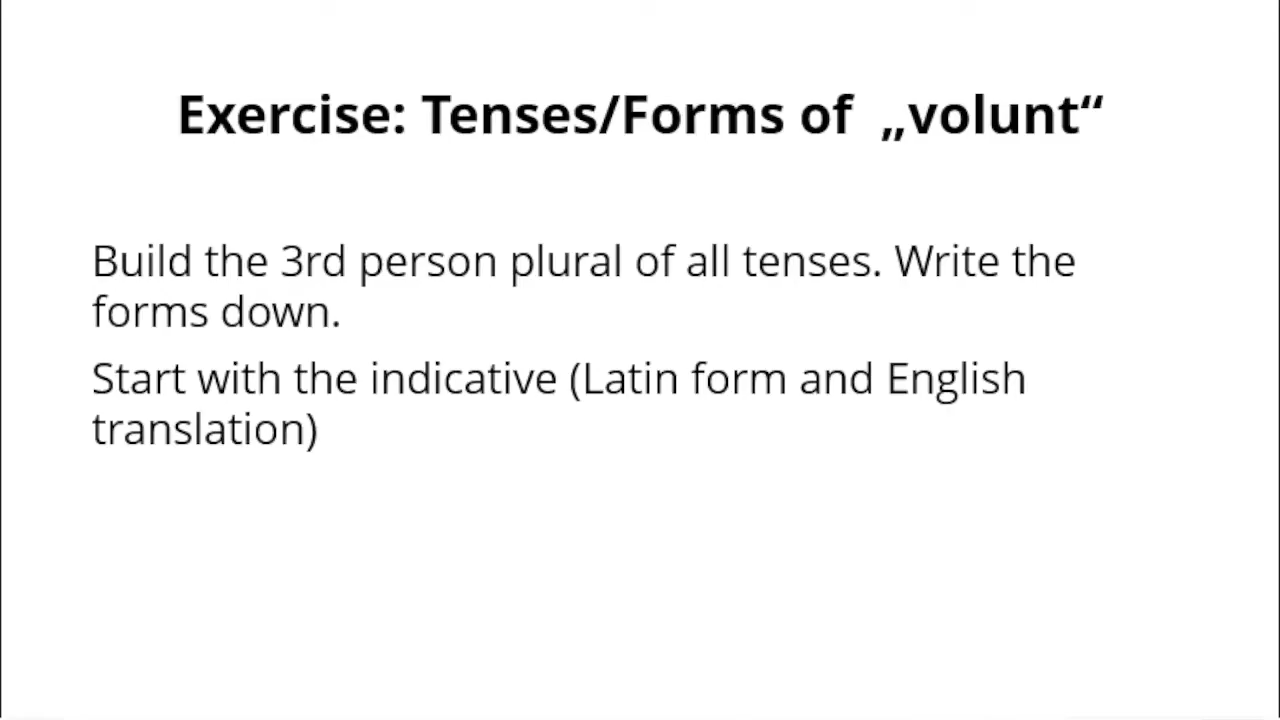 Exercise: Tenses/Forms of „volunt“
Build the 3rd person plural of all tenses. Write the
forms down.
Start with the indicative (Latin form and English
translation)